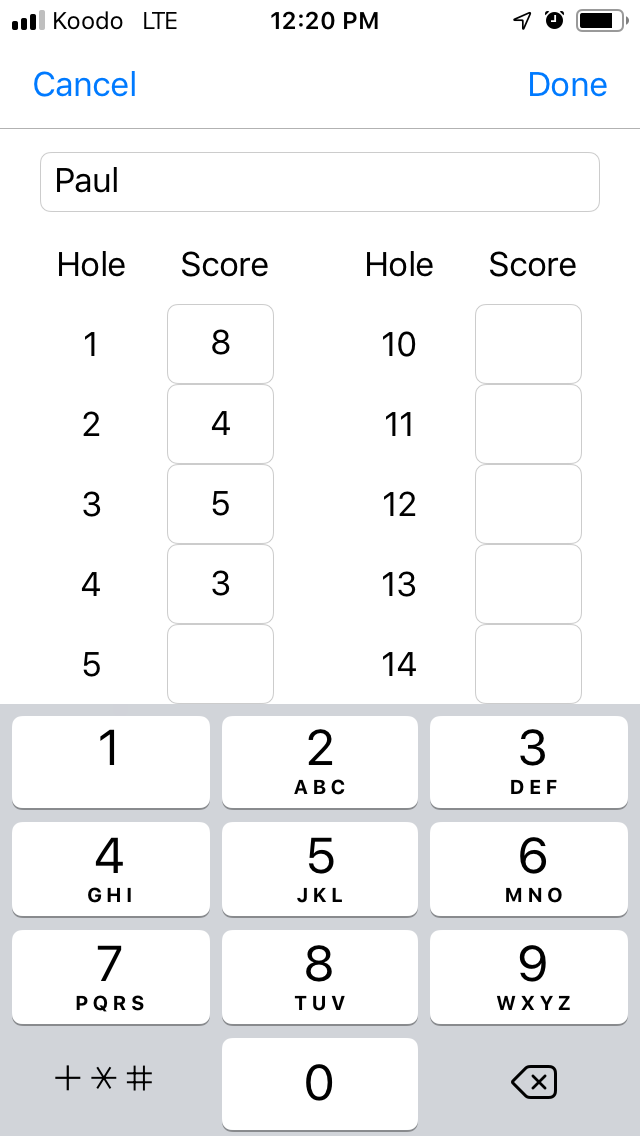 Koodo LTE 12:20 PM
Cancel Done
Paul
Hole Score Hole Score
1 8 10
2 4 11
3 5 12
4 3 13
5 14
1 2 3
ABC DEF
4 5 6
GHI JKL MNO
7 8 9
PQRS TUV WXYZ
+*# 0